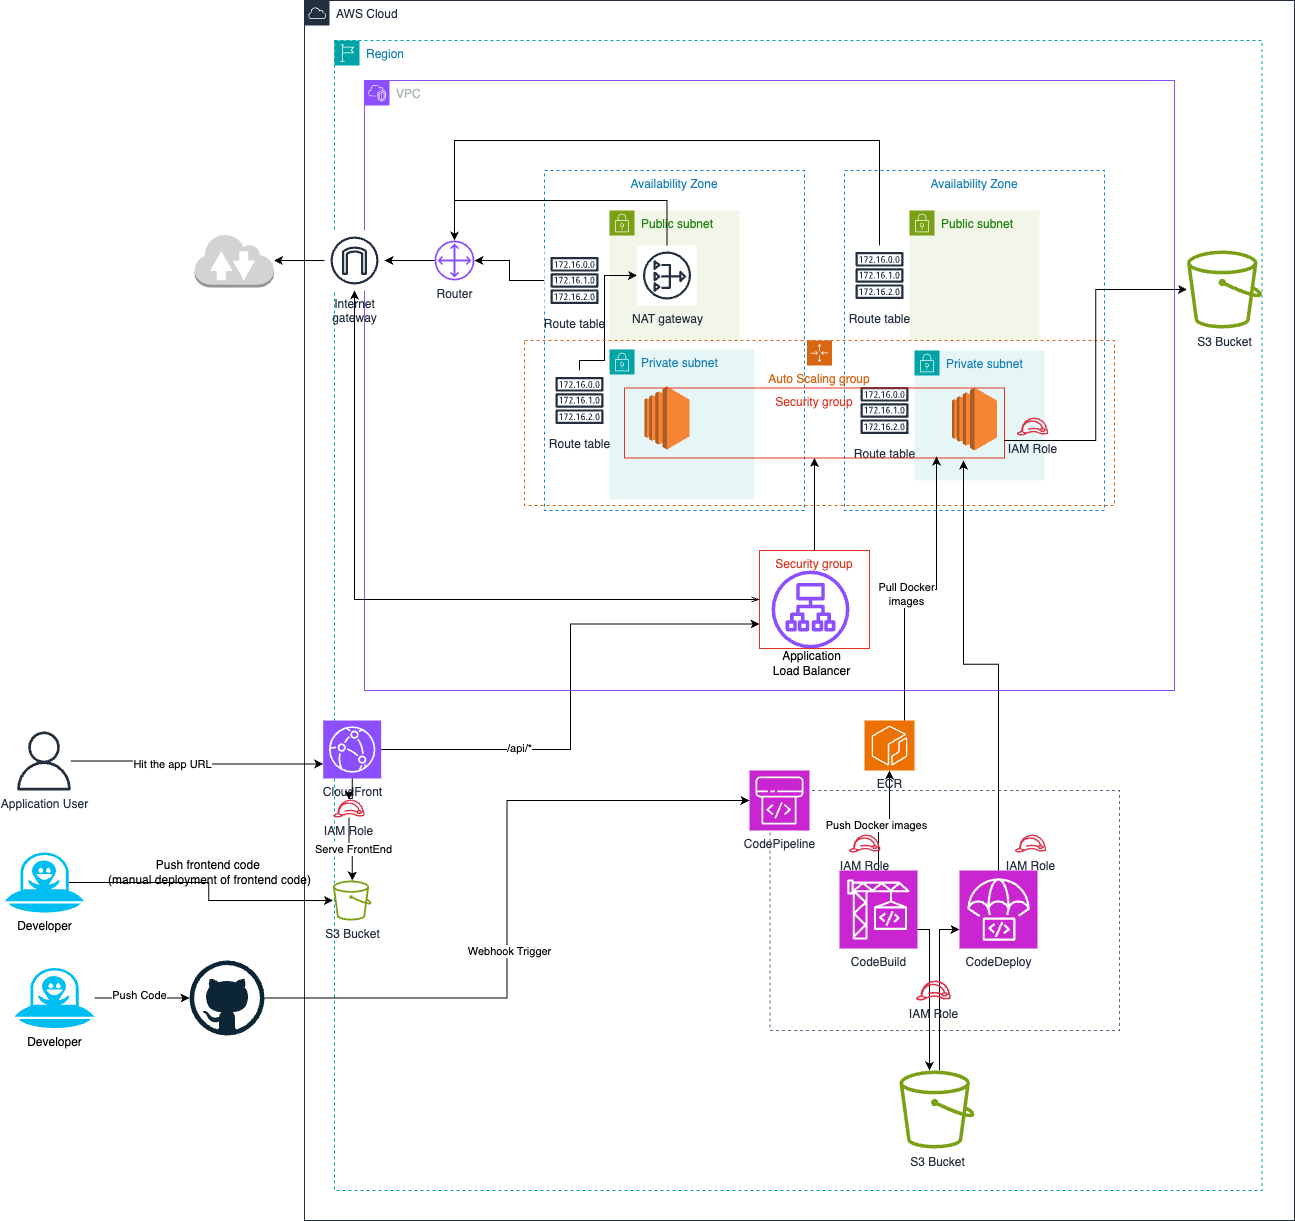 AWS Cloud
Region
VPC
Availability Zone
Availability Zone
Public subnet
Public subnet
172.16.0.0
172.16.1.0
172.16.2.0
Route table
NAT gateway
172.16.0.0
172.16.1.0
172.16.2.0
Route table
Internet
gateway
Router
S3 Bucket
Private subnet
Private subnet
Auto Scaling group
Security group
172.16.0.0
172.16.1.0
172.16.2.0
Route table
172.16.0.0
172.16.1.0
172.16.2.0
Route table
IAM Role
Security group
Application
Load Balancer
Pull Docker
images
Application User
Hit the app URL
CloudFront
/api/*
IAM Role
Serve FrontEnd
ECR
CodePipeline
Push Docker images
IAM Role
IAM Role
Push frontend code
(manual deployment of frontend code)
Developer
S3 Bucket
Webhook Trigger
CodeBuild
CodeDeploy
Push Code
Developer
IAM Role
S3 Bucket